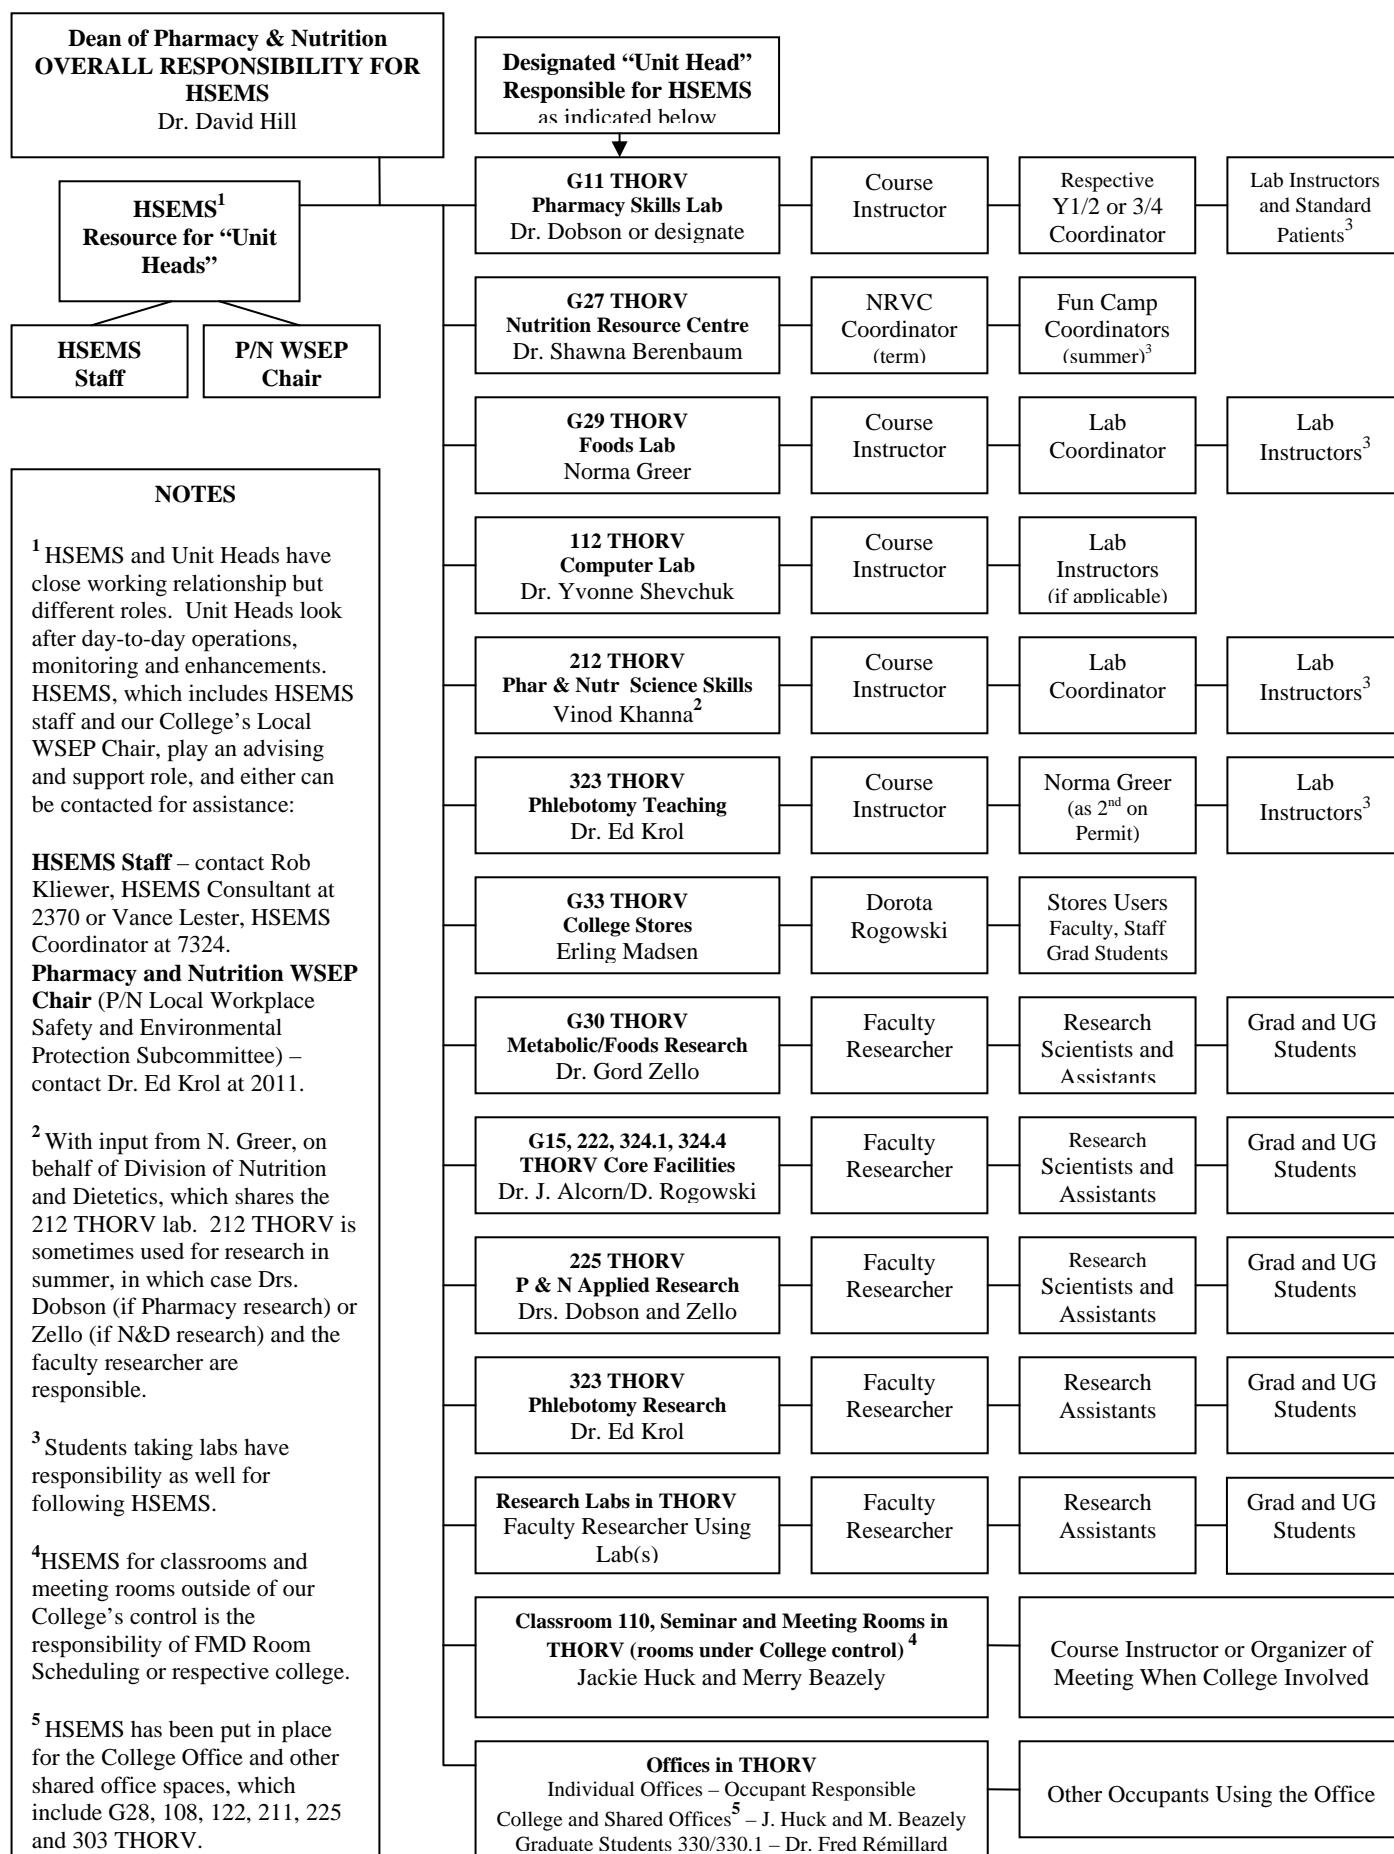 Dean of Pharmacy & Nutrition
OVERALL RESPONSIBILITY FOR
HSEMS
Dr. David Hill
Designated “Unit Head”
Responsible for HSEMS
as indicated below
HSEMS1
Resource for “Unit
Heads”
HSEMS
Staff
P/N WSEP
Chair
G11 THORV
Pharmacy Skills Lab
Dr. Dobson or designate
Course
Instructor
Respective
Y1/2 or 3/4
Coordinator
Lab Instructors
and Standard
Patients3
G27 THORV
Nutrition Resource Centre
Dr. Shawna Berenbaum
NRVC
Coordinator
(term)
Fun Camp
Coordinators
(summer)3
G29 THORV
Foods Lab
Norma Greer
Course
Instructor
Lab
Coordinator
Lab
Instructors3
112 THORV
Computer Lab
Dr. Yvonne Shevchuk
Course
Instructor
Lab
Instructors
(if applicable)
212 THORV
Phar & Nutr  Science Skills
Vinod Khanna2
Course
Instructor
Lab
Coordinator
Lab
Instructors3
323 THORV
Phlebotomy Teaching
Dr. Ed Krol
Course
Instructor
Norma Greer
(as 2nd on
Permit)
Lab
Instructors3
G33 THORV
College Stores
Erling Madsen
Dorota
Rogowski
Stores Users
Faculty, Staff
Grad Students
G30 THORV
Metabolic/Foods Research
Dr. Gord Zello
Faculty
Researcher
Research
Scientists and
Assistants
Grad and UG
Students
G15, 222, 324.1, 324.4
THORV Core Facilities
Dr. J. Alcorn/D. Rogowski
Faculty
Researcher
Research
Scientists and
Assistants
Grad and UG
Students
225 THORV
P & N Applied Research
Drs. Dobson and Zello
Faculty
Researcher
Research
Scientists and
Assistants
Grad and UG
Students
323 THORV
Phlebotomy Research
Dr. Ed Krol
Faculty
Researcher
Research
Assistants
Grad and UG
Students
Research Labs in THORV
Faculty Researcher Using
Lab(s)
Faculty
Researcher
Research
Assistants
Grad and UG
Students
Classroom 110, Seminar and Meeting Rooms in
THORV (rooms under College control) 4
Jackie Huck and Merry Beazely
Course Instructor or Organizer of
Meeting When College Involved
Offices in THORV
Individual Offices – Occupant Responsible
College and Shared Offices5 – J. Huck and M. Beazely
Graduate Students 330/330.1 – Dr. Fred Rémillard
Other Occupants Using the Office
NOTES
1 HSEMS and Unit Heads have
close working relationship but
different roles.  Unit Heads look
after day-to-day operations,
monitoring and enhancements.
HSEMS, which includes HSEMS
staff and our College’s Local
WSEP Chair, play an advising
and support role, and either can
be contacted for assistance:
HSEMS Staff – contact Rob
Kliewer, HSEMS Consultant at
2370 or Vance Lester, HSEMS
Coordinator at 7324.
Pharmacy and Nutrition WSEP
Chair (P/N Local Workplace
Safety and Environmental
Protection Subcommittee) –
contact Dr. Ed Krol at 2011.
2 With input from N. Greer, on
behalf of Division of Nutrition
and Dietetics, which shares the
212 THORV lab.  212 THORV is
sometimes used for research in
summer, in which case Drs.
Dobson (if Pharmacy research) or
Zello (if N&D research) and the
faculty researcher are
responsible.
3 Students taking labs have
responsibility as well for
following HSEMS.
4HSEMS for classrooms and
meeting rooms outside of our
College’s control is the
responsibility of FMD Room
Scheduling or respective college.
5 HSEMS has been put in place
for the College Office and other
shared office spaces, which
include G28, 108, 122, 211, 225
and 303 THORV.